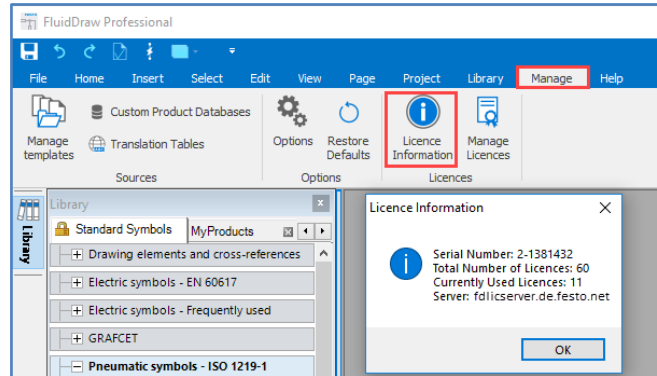 FluidDraw Professional
File Home Insert Select Edit View Page Project Library Manage Help
Manage templates
Custom Product Databases
Translation Tables
Sources
Options
Restore Defaults
Options
Licence Information
Manage Licences
Licences
Library
Library
Standard Symbols MyProducts
Drawing elements and cross-references
Electric symbols - EN 60617
Electric symbols - Frequently used
GRAFCET
Pneumatic symbols - ISO 1219-1
Licence Information
Serial Number: 2-1381432
Total Number of Licences: 60
Currently Used Licences: 11
Server: fdlicserver.de.festo.net
OK